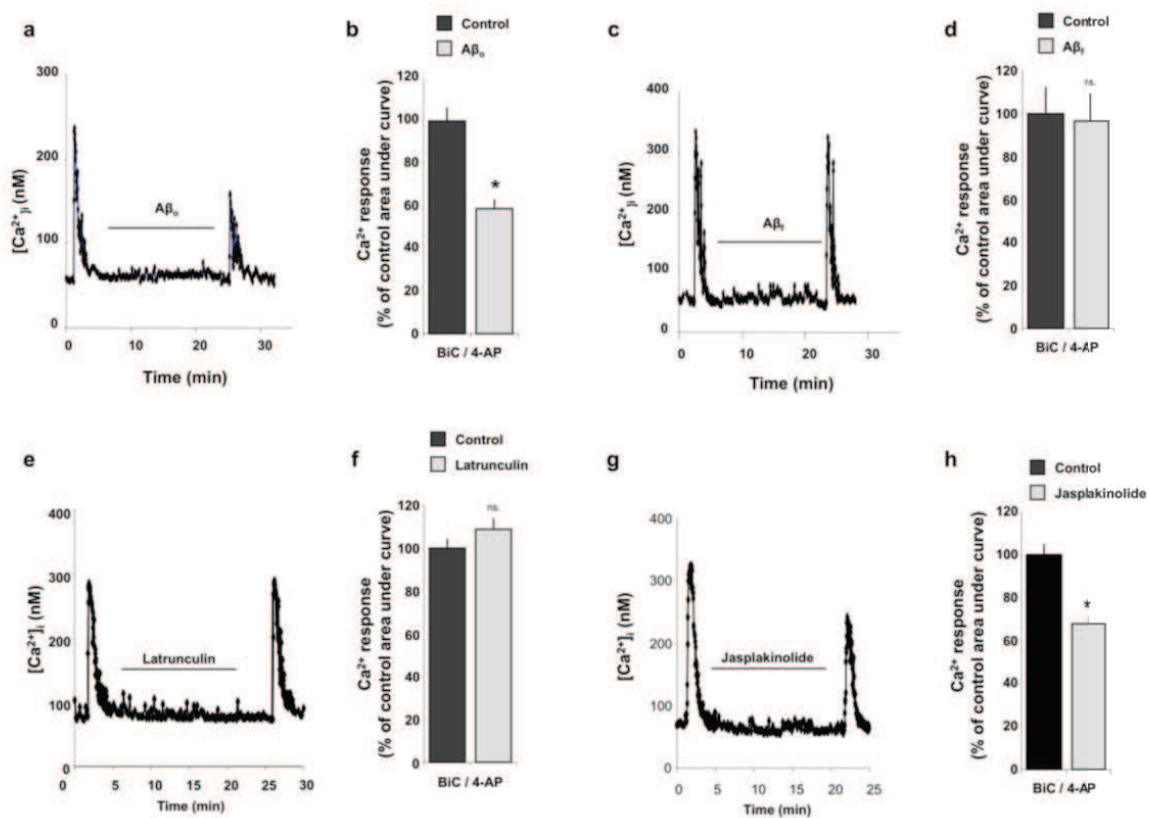 a
[Ca²⁺]i (nM)
300
200
100
0
Aβo
0 10 20 30
Time (min)
b
Control
Aβo
Ca²⁺ response
(% of control area under curve)
120
100
80
60
40
20
0
*
BiC / 4-AP
c
[Ca²⁺]i (nM)
400
300
200
100
0
Aβf
0 10 20 30
Time (min)
d
Control
Aβf
Ca²⁺ response
(% of control area under curve)
120
100
80
60
40
20
0
ns.
BiC / 4-AP
e
[Ca²⁺]i (nM)
400
300
200
100
0
Latrunculin
0 5 10 15 20 25 30
Time (min)
f
Control
Latrunculin
Ca²⁺ response
(% of control area under curve)
120
100
80
60
40
20
0
ns.
BiC / 4-AP
g
[Ca²⁺]i (nM)
400
300
200
100
0
Jasplakinolide
0 5 10 15 20 25
Time (min)
h
Control
Jasplakinolide
Ca²⁺ response
(% of control area under curve)
120
100
80
60
40
20
0
*
BiC / 4-AP